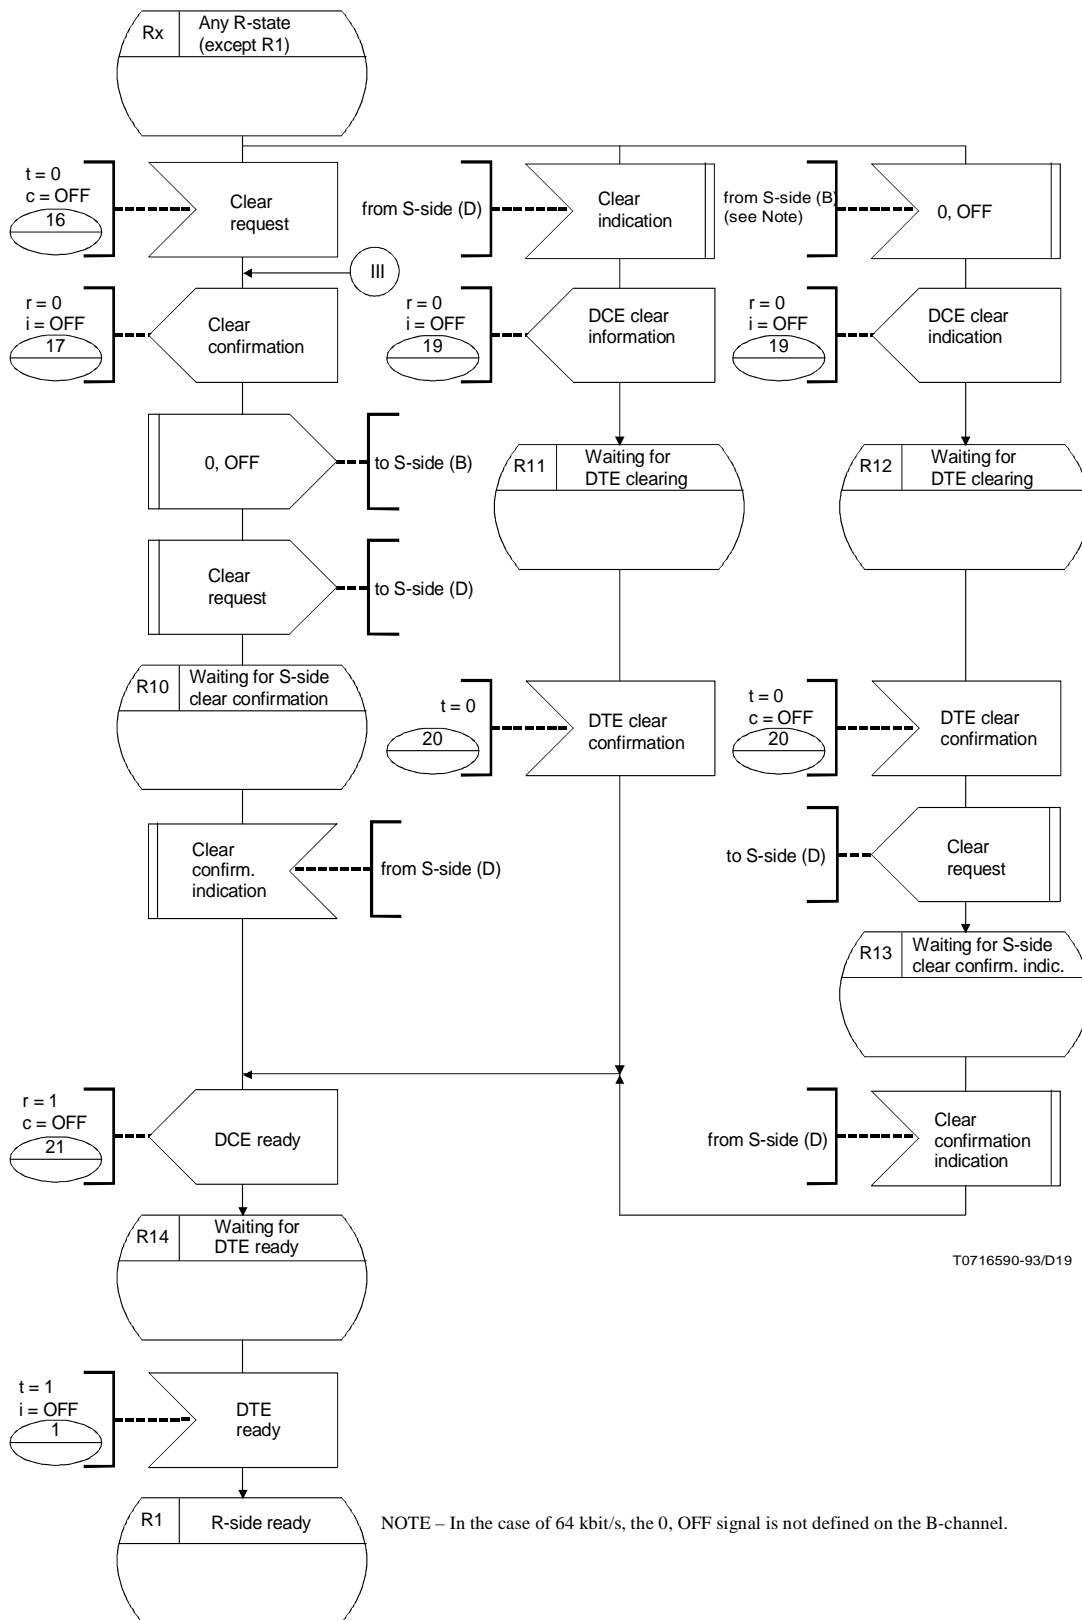 Rx
Any R-state
(except R1)
t = 0
c = OFF
16
Clear
request
from S-side (D)
Clear
indication
from S-side (B)
(see Note)
0, OFF
III
r = 0
i = OFF
17
Clear
confirmation
r = 0
i = OFF
19
DCE clear
information
r = 0
i = OFF
19
DCE clear
indication
0, OFF
to S-side (B)
R11
Waiting for
DTE clearing
R12
Waiting for
DTE clearing
Clear
request
to S-side (D)
R10
Waiting for S-side
clear confirmation
t = 0
20
DTE clear
confirmation
t = 0
c = OFF
20
DTE clear
confirmation
Clear
confirm.
indication
from S-side (D)
to S-side (D)
Clear
request
R13
Waiting for S-side
clear confirm. indic.
r = 1
c = OFF
21
DCE ready
from S-side (D)
Clear
confirmation
indication
R14
Waiting for
DTE ready
T0716590-93/D19
t = 1
i = OFF
1
DTE
ready
R1
R-side ready
NOTE – In the case of 64 kbit/s, the 0, OFF signal is not defined on the B-channel.